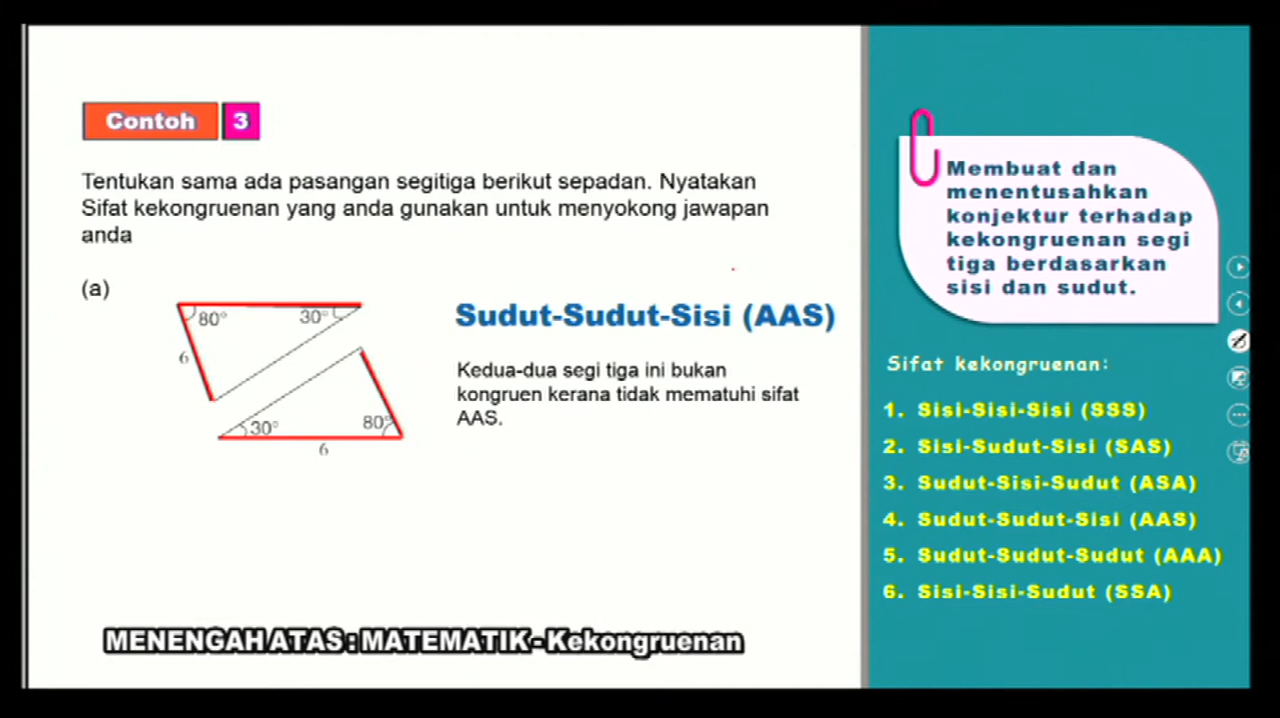 Contoh 3
Tentukan sama ada pasangan segitiga berikut sepadan. Nyatakan
Sifat kekongruenan yang anda gunakan untuk menyokong jawapan
anda
(a)
80° 30°
6
30° 80°
6
Sudut-Sudut-Sisi (AAS)
Kedua-dua segi tiga ini bukan
kongruen kerana tidak mematuhi sifat
AAS.
MENENGAH ATAS : MATEMATIK - Kekongruenan
Membuat dan
menentusahkan
konjektur terhadap
kekongruenan segi
tiga berdasarkan
sisi dan sudut.
Sifat kekongruenan:
1. Sisi-Sisi-Sisi (SSS)
2. Sisi-Sudut-Sisi (SAS)
3. Sudut-Sisi-Sudut (ASA)
4. Sudut-Sudut-Sisi (AAS)
5. Sudut-Sudut-Sudut (AAA)
6. Sisi-Sisi-Sudut (SSA)